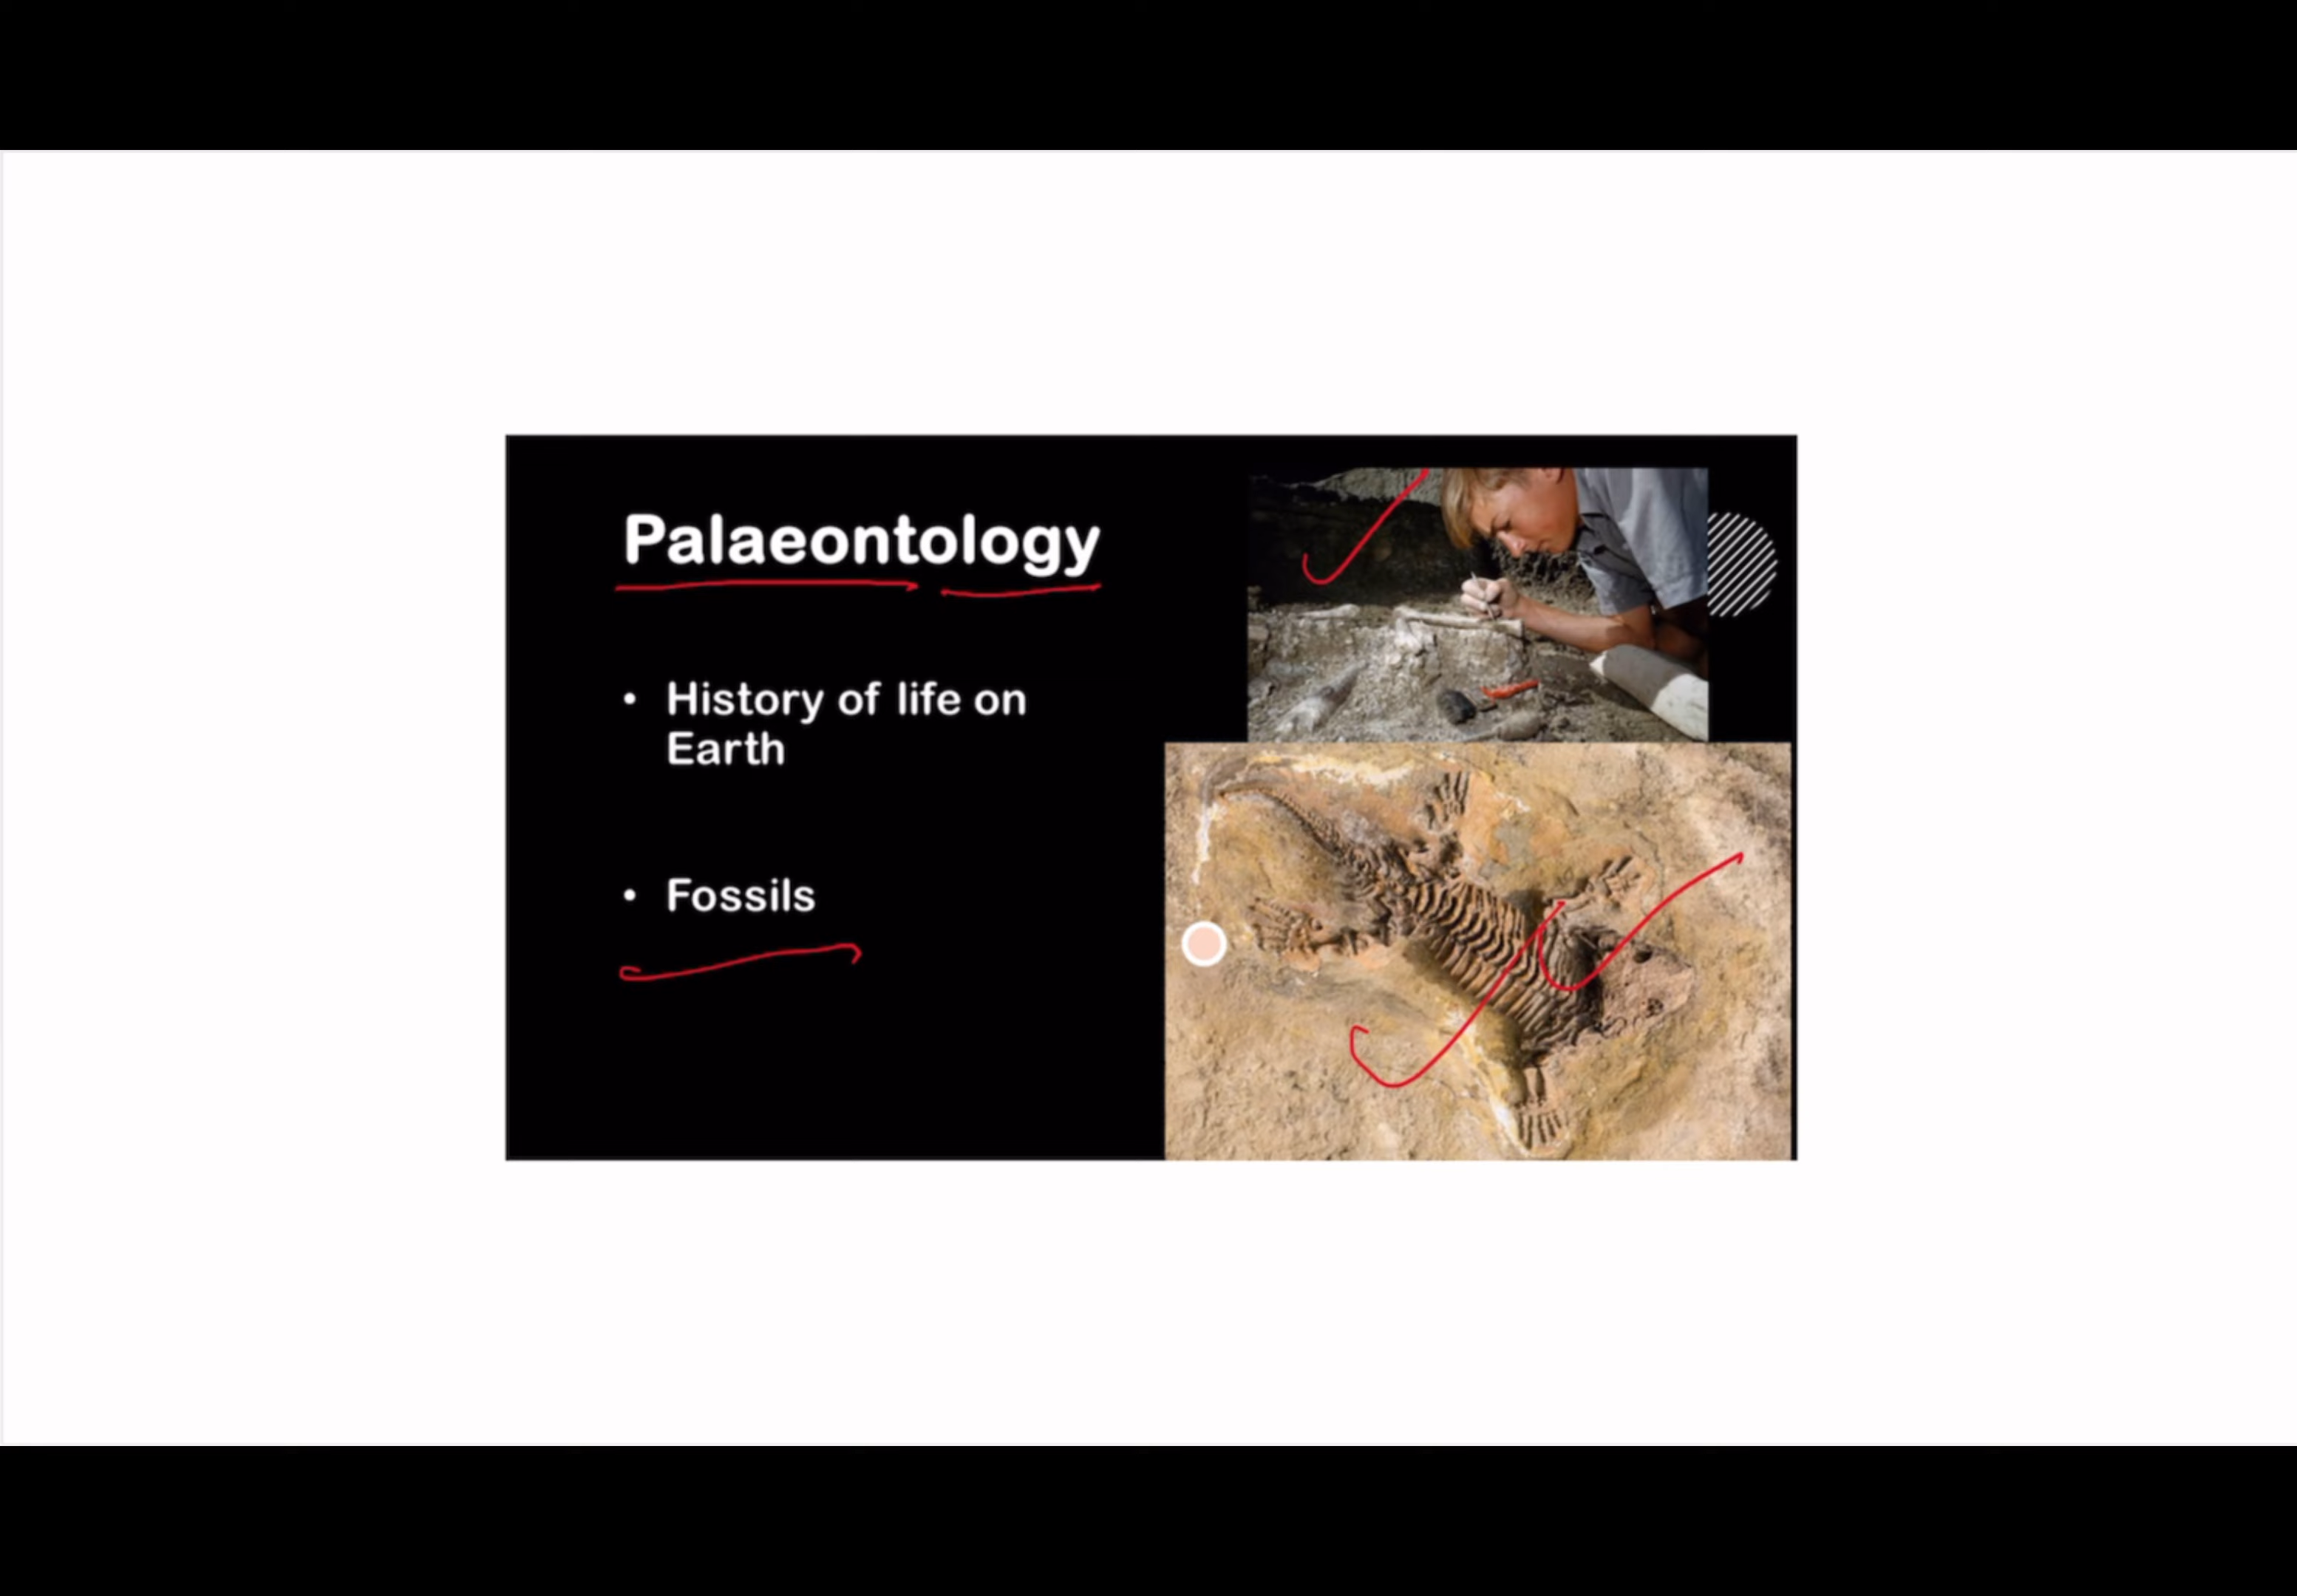 Palaeontology
• History of life on
Earth
• Fossils